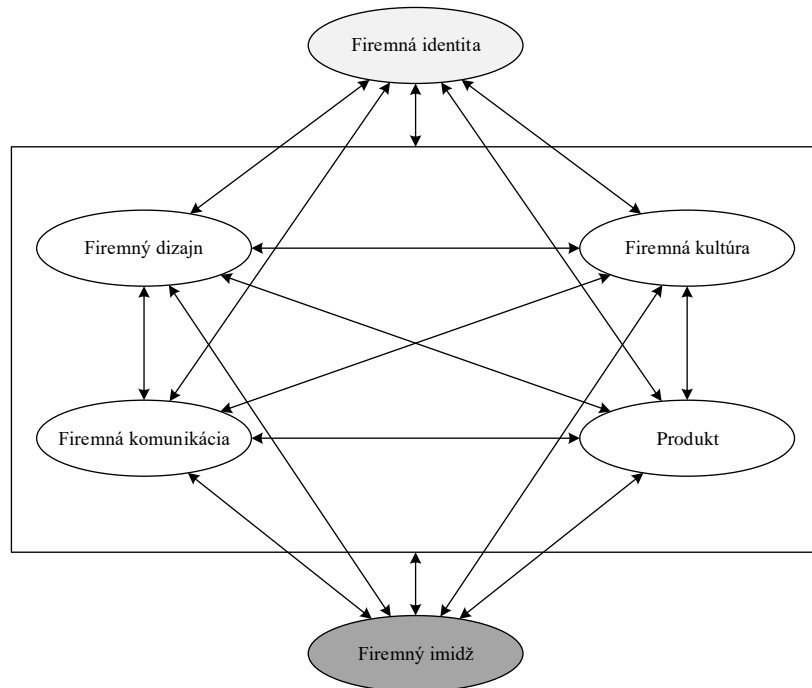 Firemná identita
Firemný dizajn
Firemná kultúra
Firemná komunikácia
Produkt
Firemný imidž